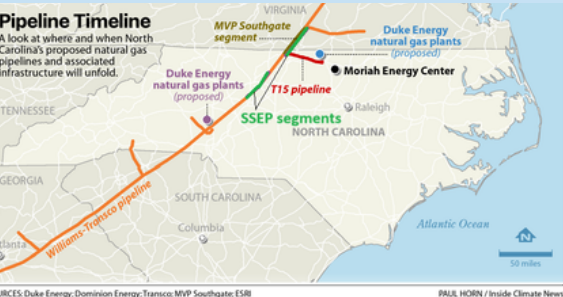 Pipeline Timeline
A look at where and when North
Carolina's proposed natural gas
pipelines and associated
infrastructure will unfold.
VIRGINIA
MVP Southgate
segment
Duke Energy
natural gas plants
(proposed)
Moriah Energy Center
Duke Energy
natural gas plants
(proposed)
T15 pipeline
Raleigh
TENNESSEE
SSEP segments
NORTH CAROLINA
GEORGIA
SOUTH CAROLINA
Williams-Transco pipeline
Columbia
Atlantic Ocean
N
tlanta
50 miles
URCES: Duke Energy; Dominion Energy; Transco; MVP Southgate; ESRI
PAUL HORN / Inside Climate News